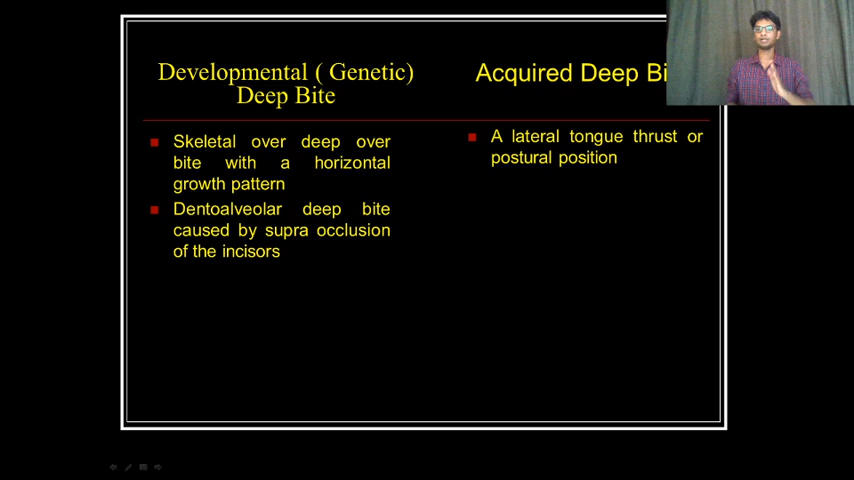 Developmental ( Genetic)
Deep Bite
Skeletal over deep over
bite with a horizontal
growth pattern
Dentoalveolar deep bite
caused by supra occlusion
of the incisors
Acquired Deep Bi
A lateral tongue thrust or
postural position